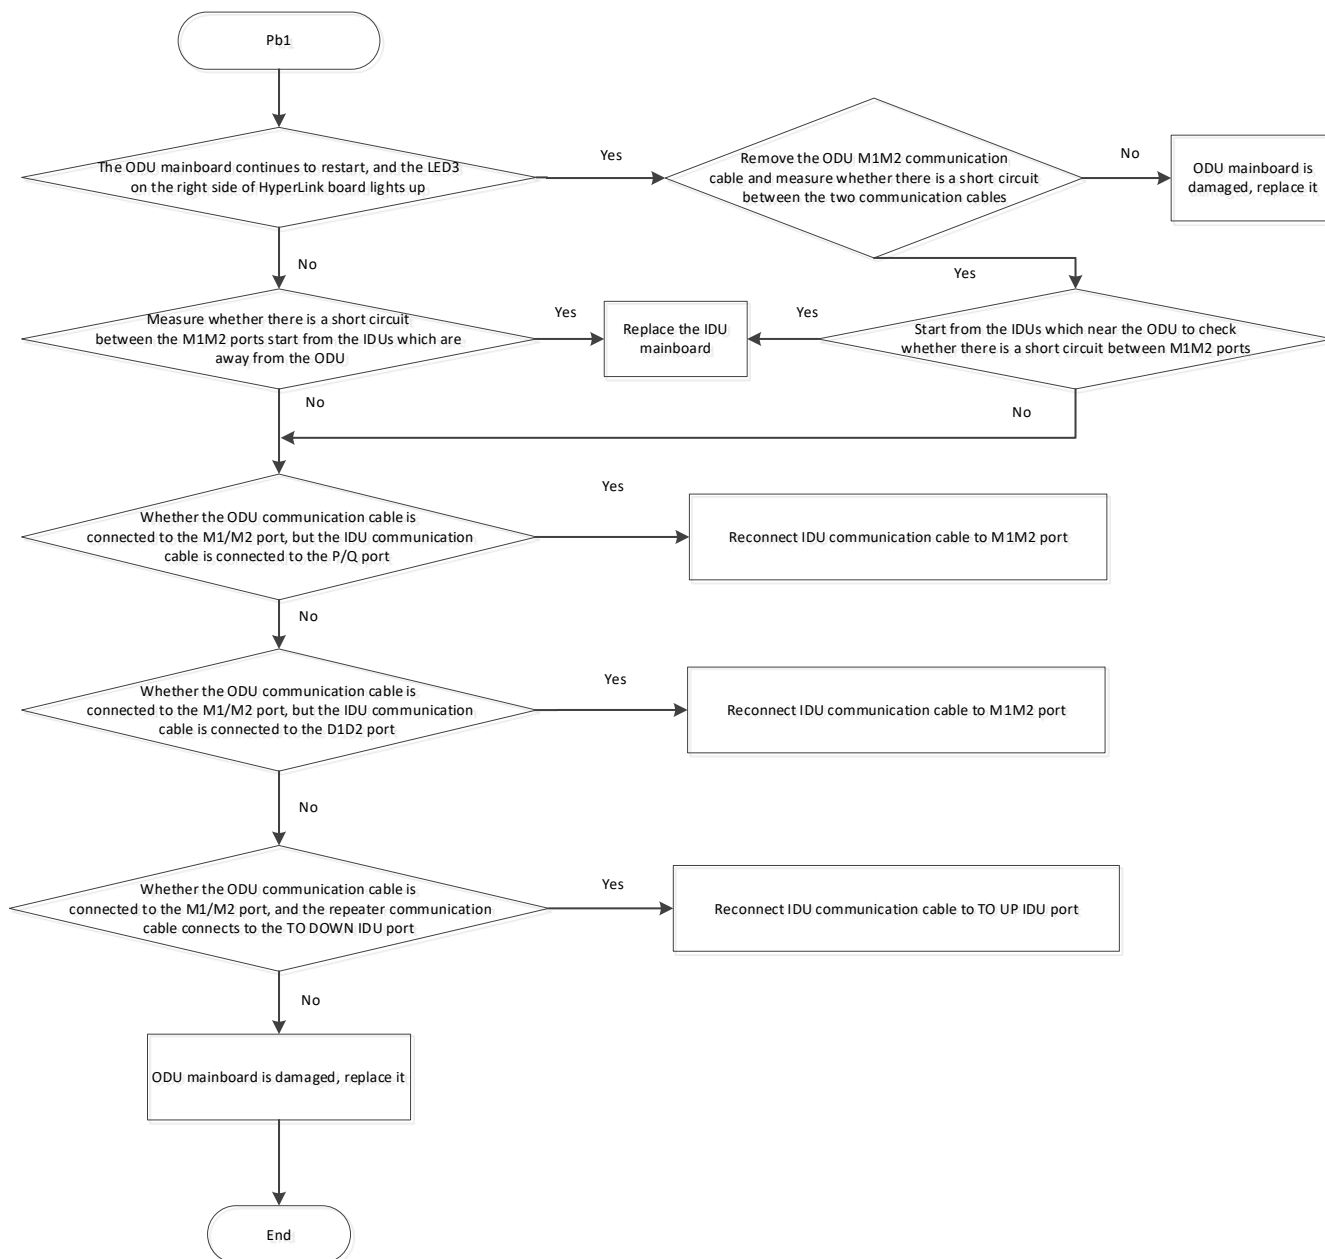 Pb1
The ODU mainboard continues to restart, and the LED3
on the right side of HyperLink board lights up
Yes
Remove the ODU M1M2 communication
cable and measure whether there is a short circuit
between the two communication cables
No
ODU mainboard is
damaged, replace it
No
Yes
Measure whether there is a short circuit
between the M1M2 ports start from the IDUs which are
away from the ODU
Yes
Replace the IDU
mainboard
Yes
Start from the IDUs which near the ODU to check
whether there is a short circuit between M1M2 ports
No
No
Whether the ODU communication cable is
connected to the M1/M2 port, but the IDU communication
cable is connected to the P/Q port
Yes
Reconnect IDU communication cable to M1M2 port
No
Whether the ODU communication cable is
connected to the M1/M2 port, but the IDU communication
cable is connected to the D1D2 port
Yes
Reconnect IDU communication cable to M1M2 port
No
Whether the ODU communication cable is
connected to the M1/M2 port, and the repeater communication
cable connects to the TO DOWN IDU port
Yes
Reconnect IDU communication cable to TO UP IDU port
No
ODU mainboard is damaged, replace it
End